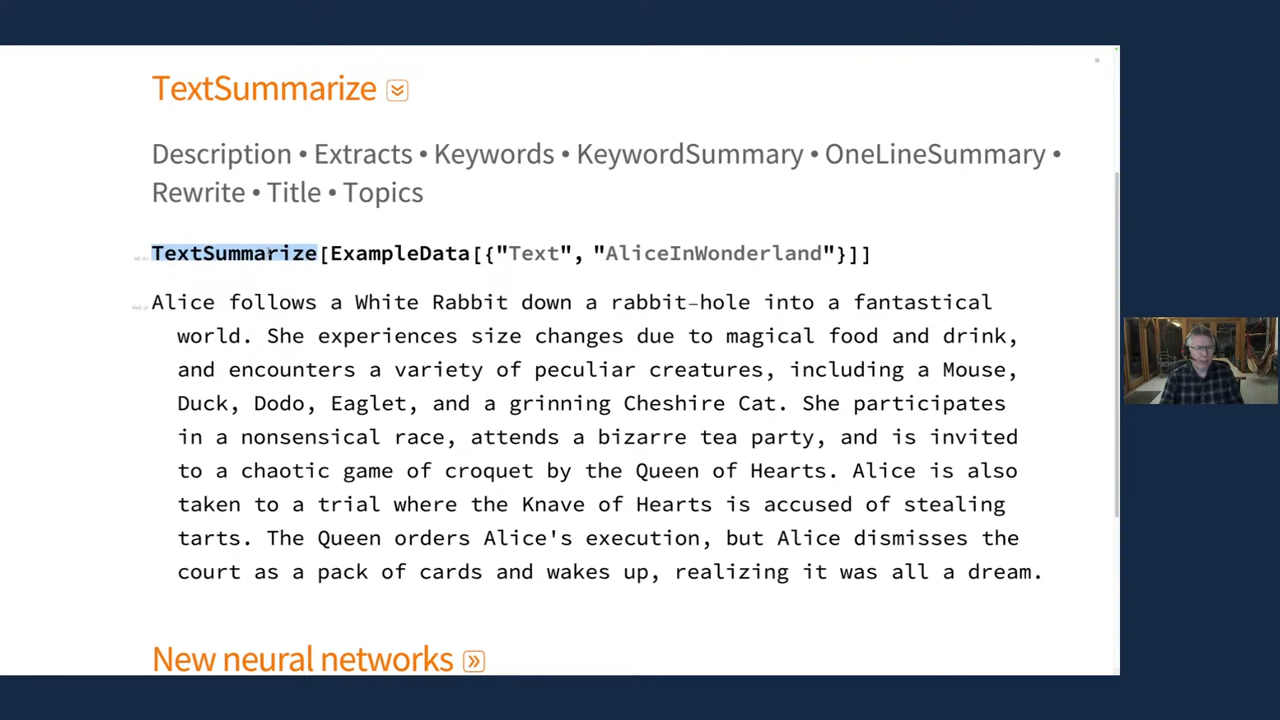 TextSummarize
Description • Extracts • Keywords • KeywordSummary • OneLineSummary •
Rewrite • Title • Topics
TextSummarize[ExampleData[{"Text", "AliceInWonderland"}]]
Alice follows a White Rabbit down a rabbit-hole into a fantastical
world. She experiences size changes due to magical food and drink,
and encounters a variety of peculiar creatures, including a Mouse,
Duck, Dodo, Eaglet, and a grinning Cheshire Cat. She participates
in a nonsensical race, attends a bizarre tea party, and is invited
to a chaotic game of croquet by the Queen of Hearts. Alice is also
taken to a trial where the Knave of Hearts is accused of stealing
tarts. The Queen orders Alice's execution, but Alice dismisses the
court as a pack of cards and wakes up, realizing it was all a dream.
New neural networks